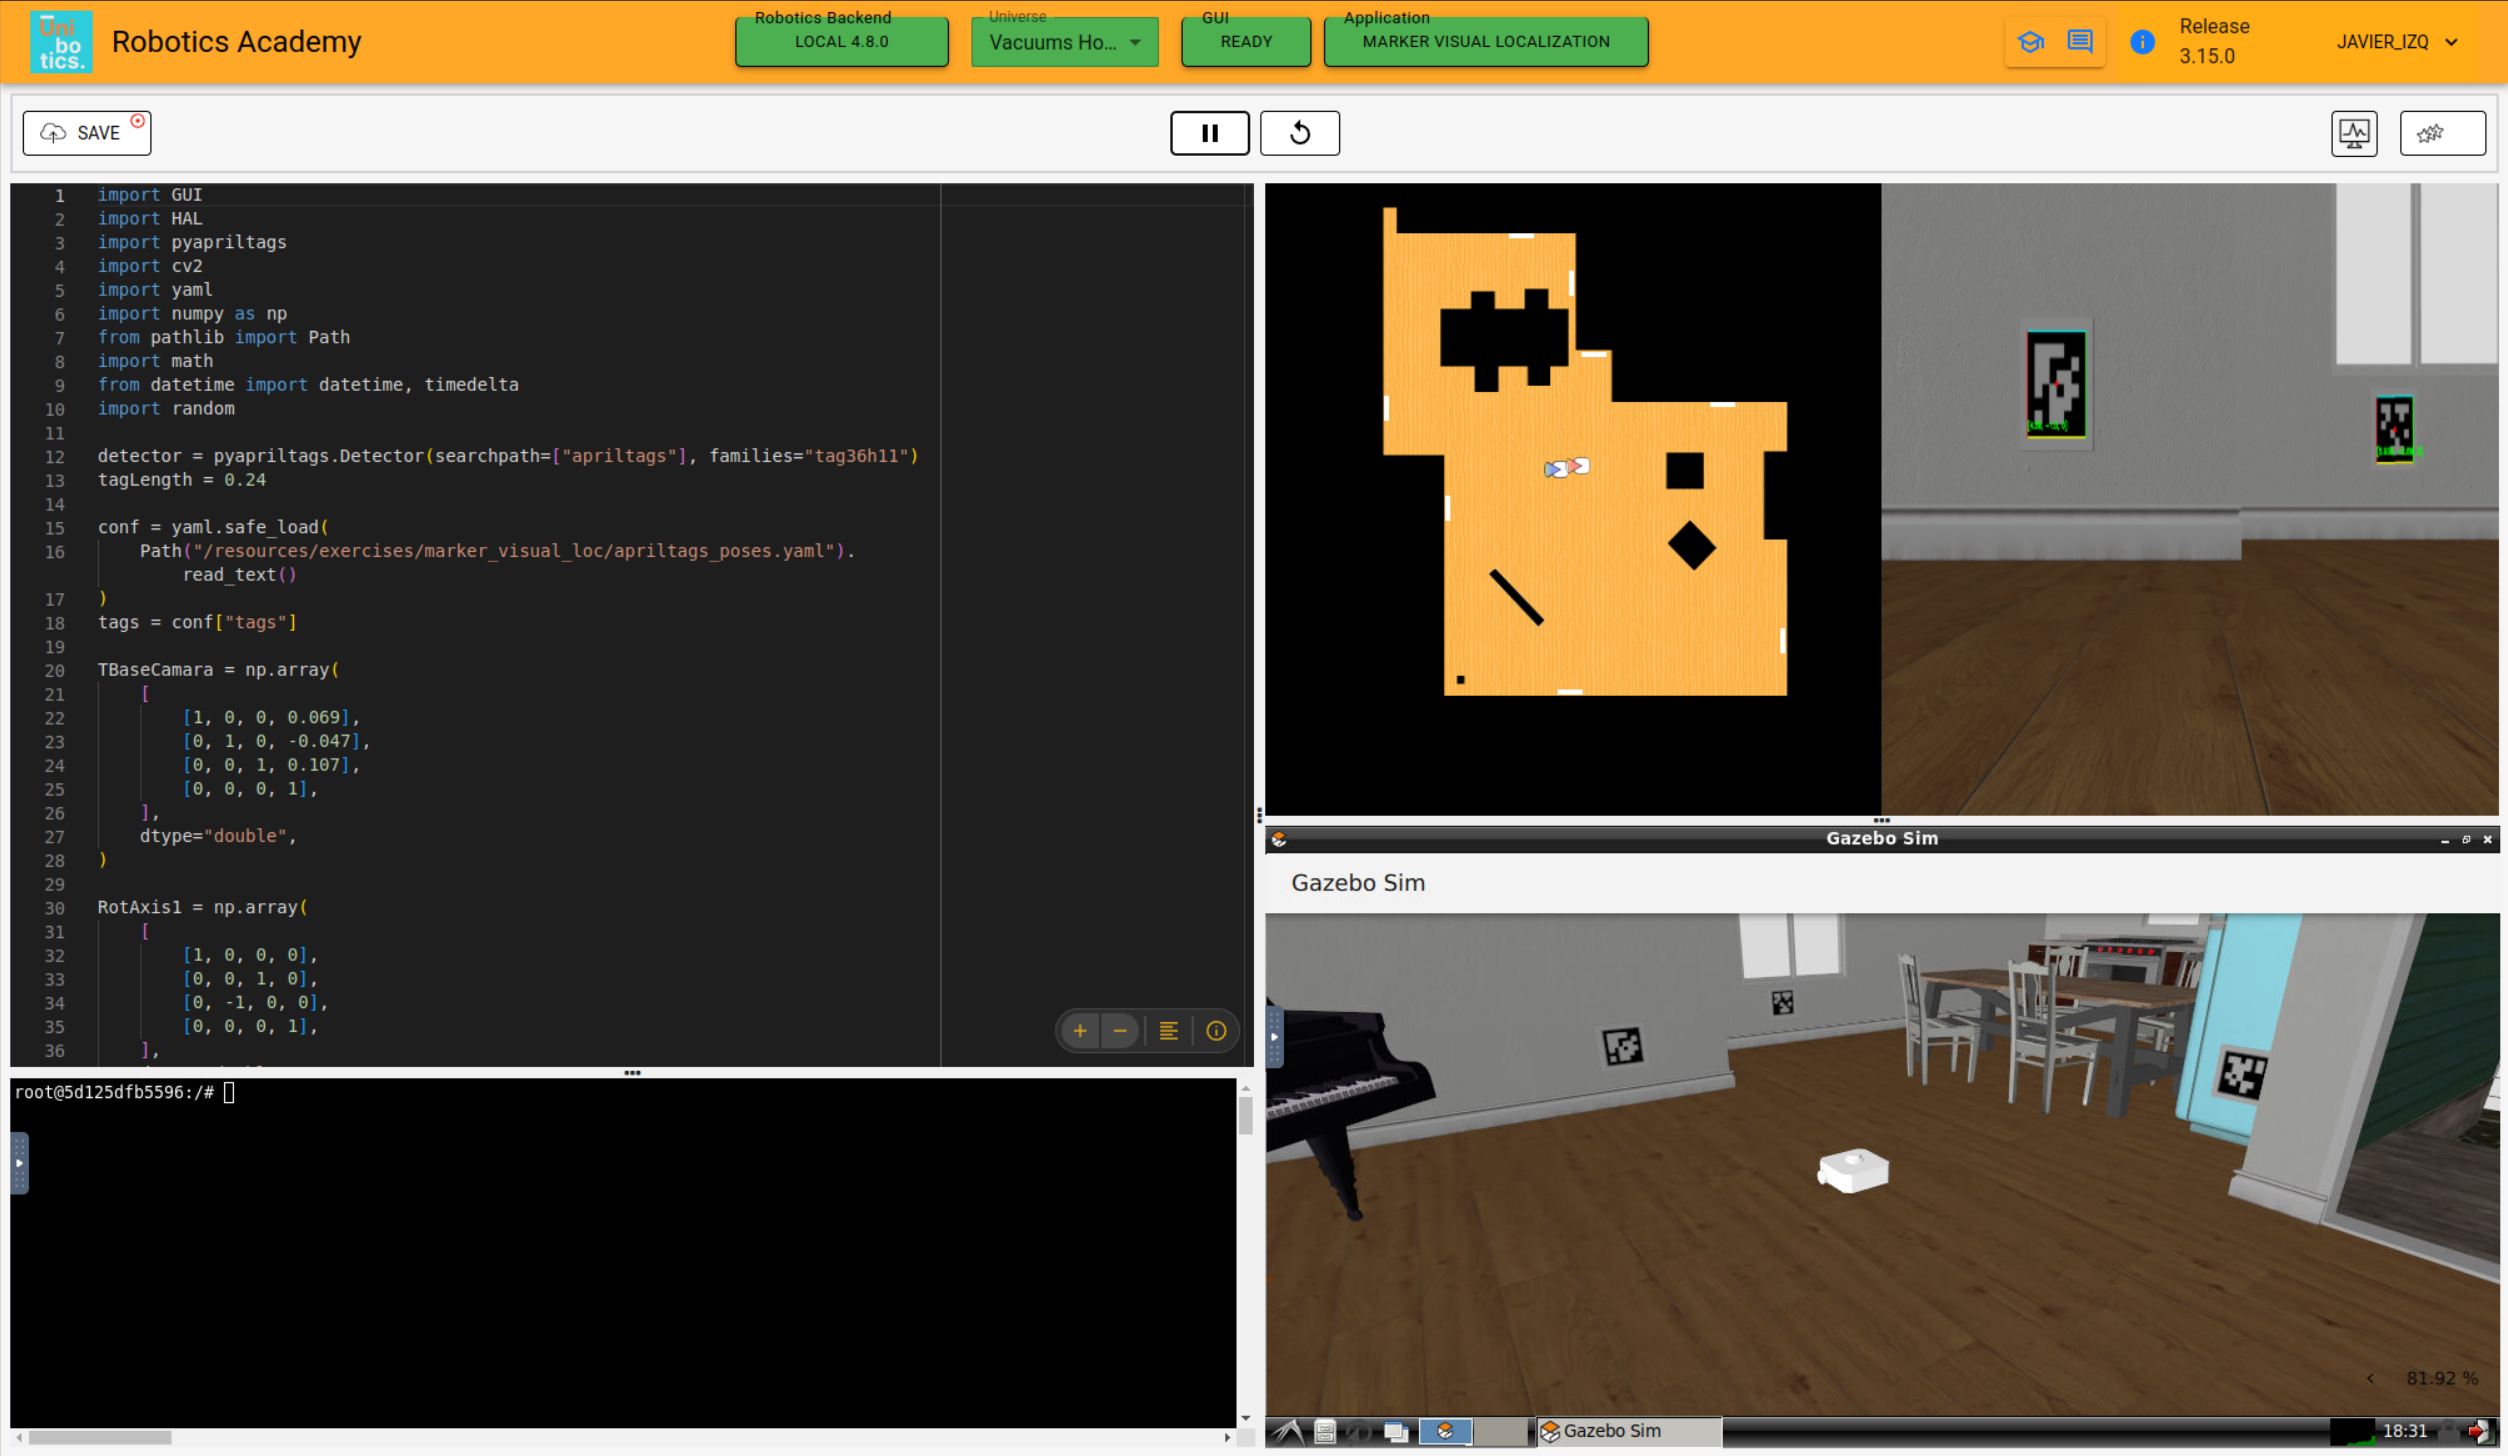 Uni
bo
tics.
Robotics Academy
Robotics Backend
LOCAL 4.8.0
Universe
Vacuums Ho...
GUI
READY
Application
MARKER VISUAL LOCALIZATION
Release
3.15.0
JAVIER_IZQ
SAVE
1 import GUI
2 import HAL
3 import pyapriltags
4 import cv2
5 import yaml
6 import numpy as np
7 from pathlib import Path
8 import math
9 from datetime import datetime, timedelta
10 import random
11
12 detector = pyapriltags.Detector(searchpath=["apriltags"], families="tag36h11")
13 tagLength = 0.24
14
15 conf = yaml.safe_load(
16 Path("/resources/exercises/marker_visual_loc/apriltags_poses.yaml").
read_text()
17 )
18 tags = conf["tags"]
19
20 TBaseCamara = np.array(
21 [
22 [1, 0, 0, 0.069],
23 [0, 1, 0, -0.047],
24 [0, 0, 1, 0.107],
25 [0, 0, 0, 1],
26 ],
27 dtype="double",
28 )
29
30 RotAxis1 = np.array(
31 [
32 [1, 0, 0, 0],
33 [0, 0, 1, 0],
34 [0, -1, 0, 0],
35 [0, 0, 0, 1],
36 ],
root@5d125dfb5596:/#
Gazebo Sim
Gazebo Sim
81.92 %
Gazebo Sim
18:31